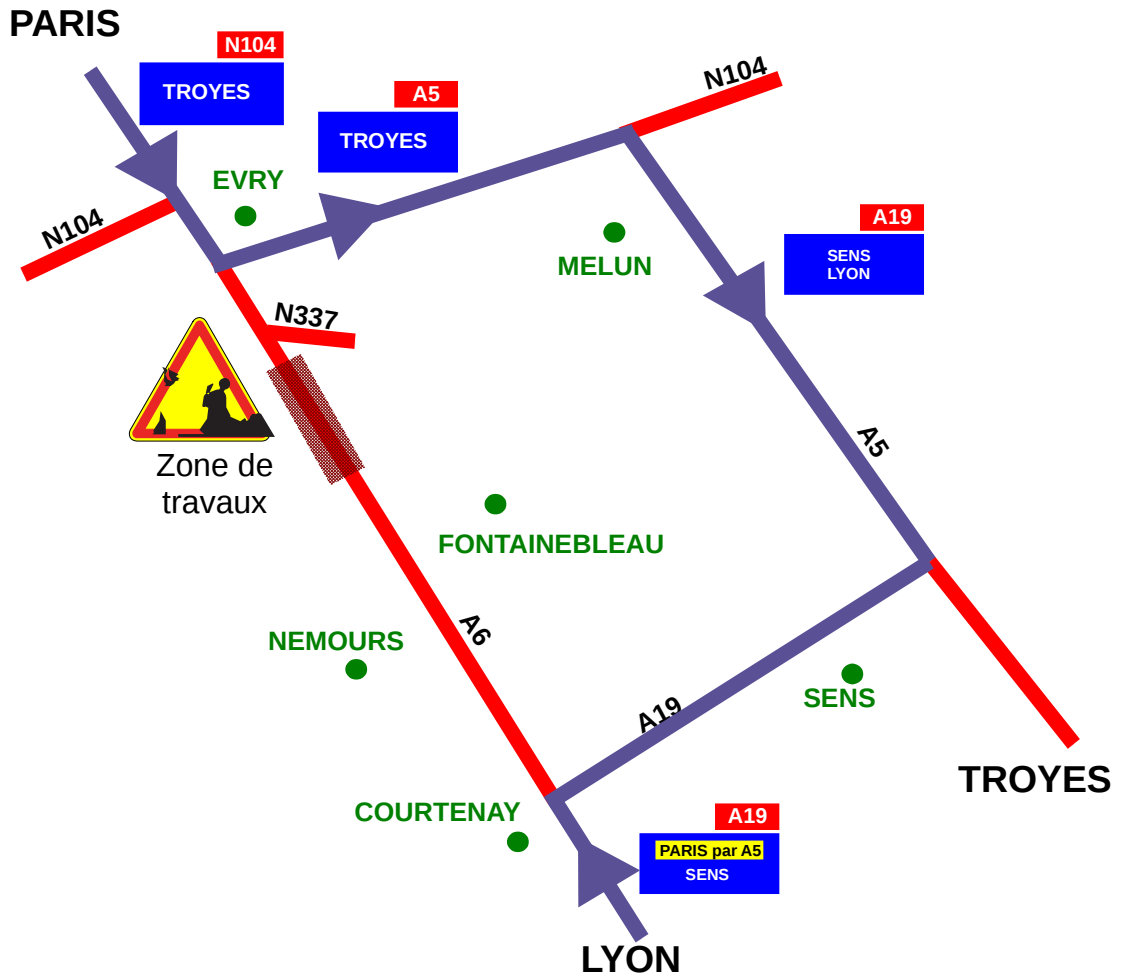 PARIS
N104
TROYES
A5
TROYES
N104
EVRY
N104
A19
SENS
LYON
MELUN
N337
Zone de
travaux
A5
FONTAINEBLEAU
A6
NEMOURS
SENS
A19
TROYES
COURTENAY
A19
PARIS par A5
SENS
LYON